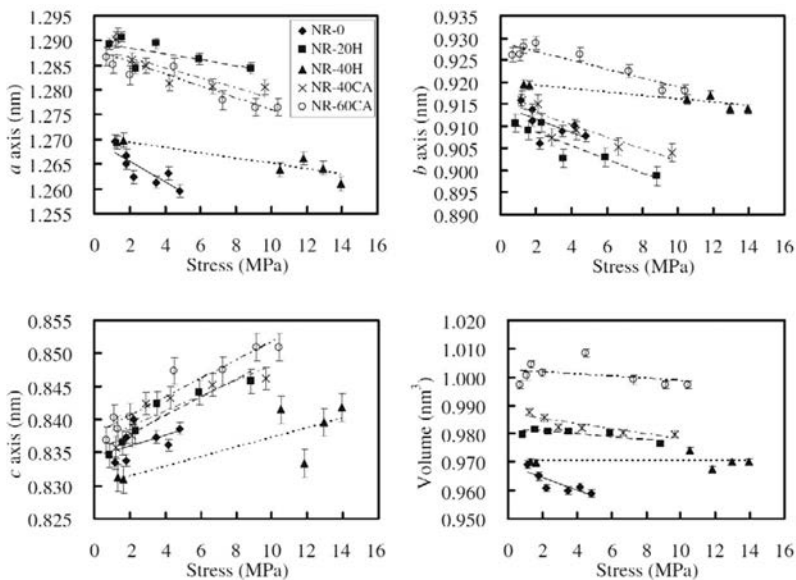 1.295
1.290
1.285
1.280
1.275
1.270
1.265
1.260
1.255
a axis (nm)
0 2 4 6 8 10 12 14 16
Stress (MPa)
NR-0
NR-20H
NR-40H
NR-40CA
NR-60CA
0.935
0.930
0.925
0.920
0.915
0.910
0.905
0.900
0.895
0.890
b axis (nm)
0 2 4 6 8 10 12 14 16
Stress (MPa)
0.855
0.850
0.845
0.840
0.835
0.830
0.825
c axis (nm)
0 2 4 6 8 10 12 14 16
Stress (MPa)
1.020
1.010
1.000
0.990
0.980
0.970
0.960
0.950
Volume (nm³)
0 2 4 6 8 10 12 14 16
Stress (MPa)